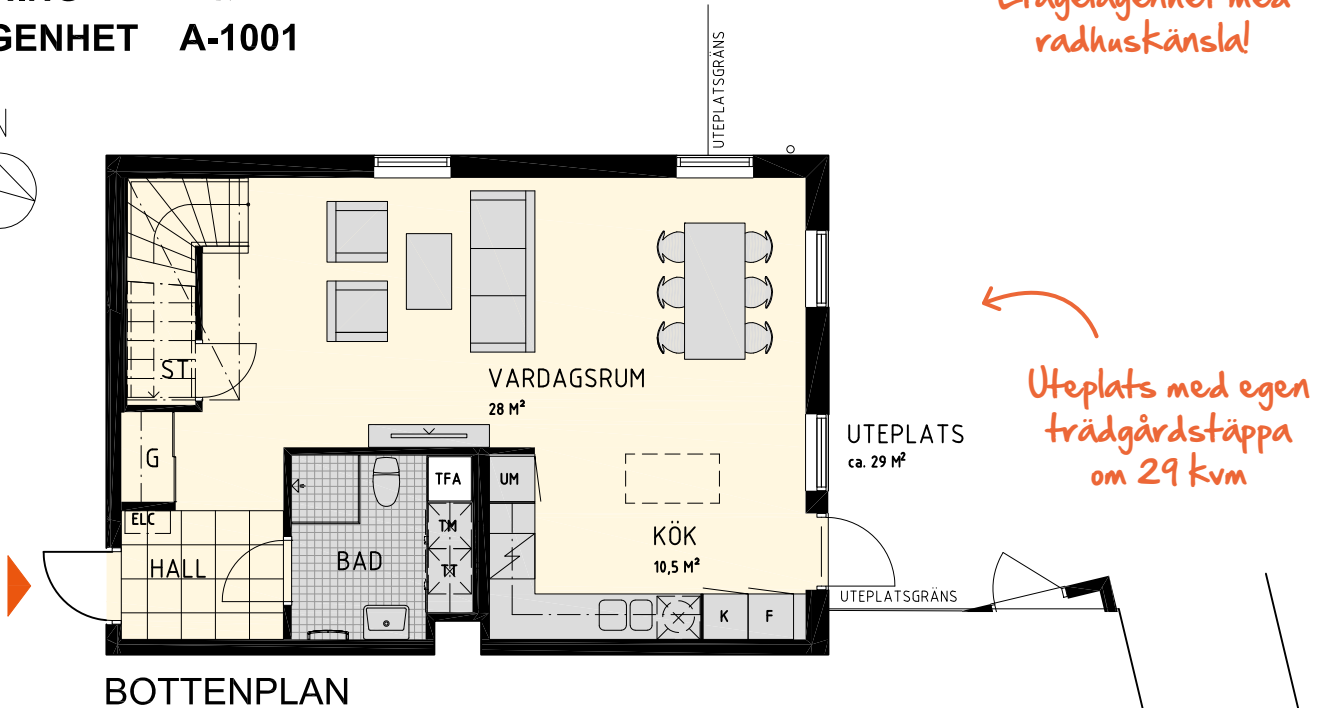 GENHET A-1001
radhuskänsla!
N
UTEPLATSGRÄNS
ST
VARDAGSRUM
28 M²
G
UTEPLATS
ca. 29 M²
Uteplats med egen
trädgårdstäppa
om 29 kvm
TFA
UM
ELC
TM
KÖK
10,5 M²
HALL
BAD
TT
UTEPLATSGRÄNS
K
F
BOTTENPLAN